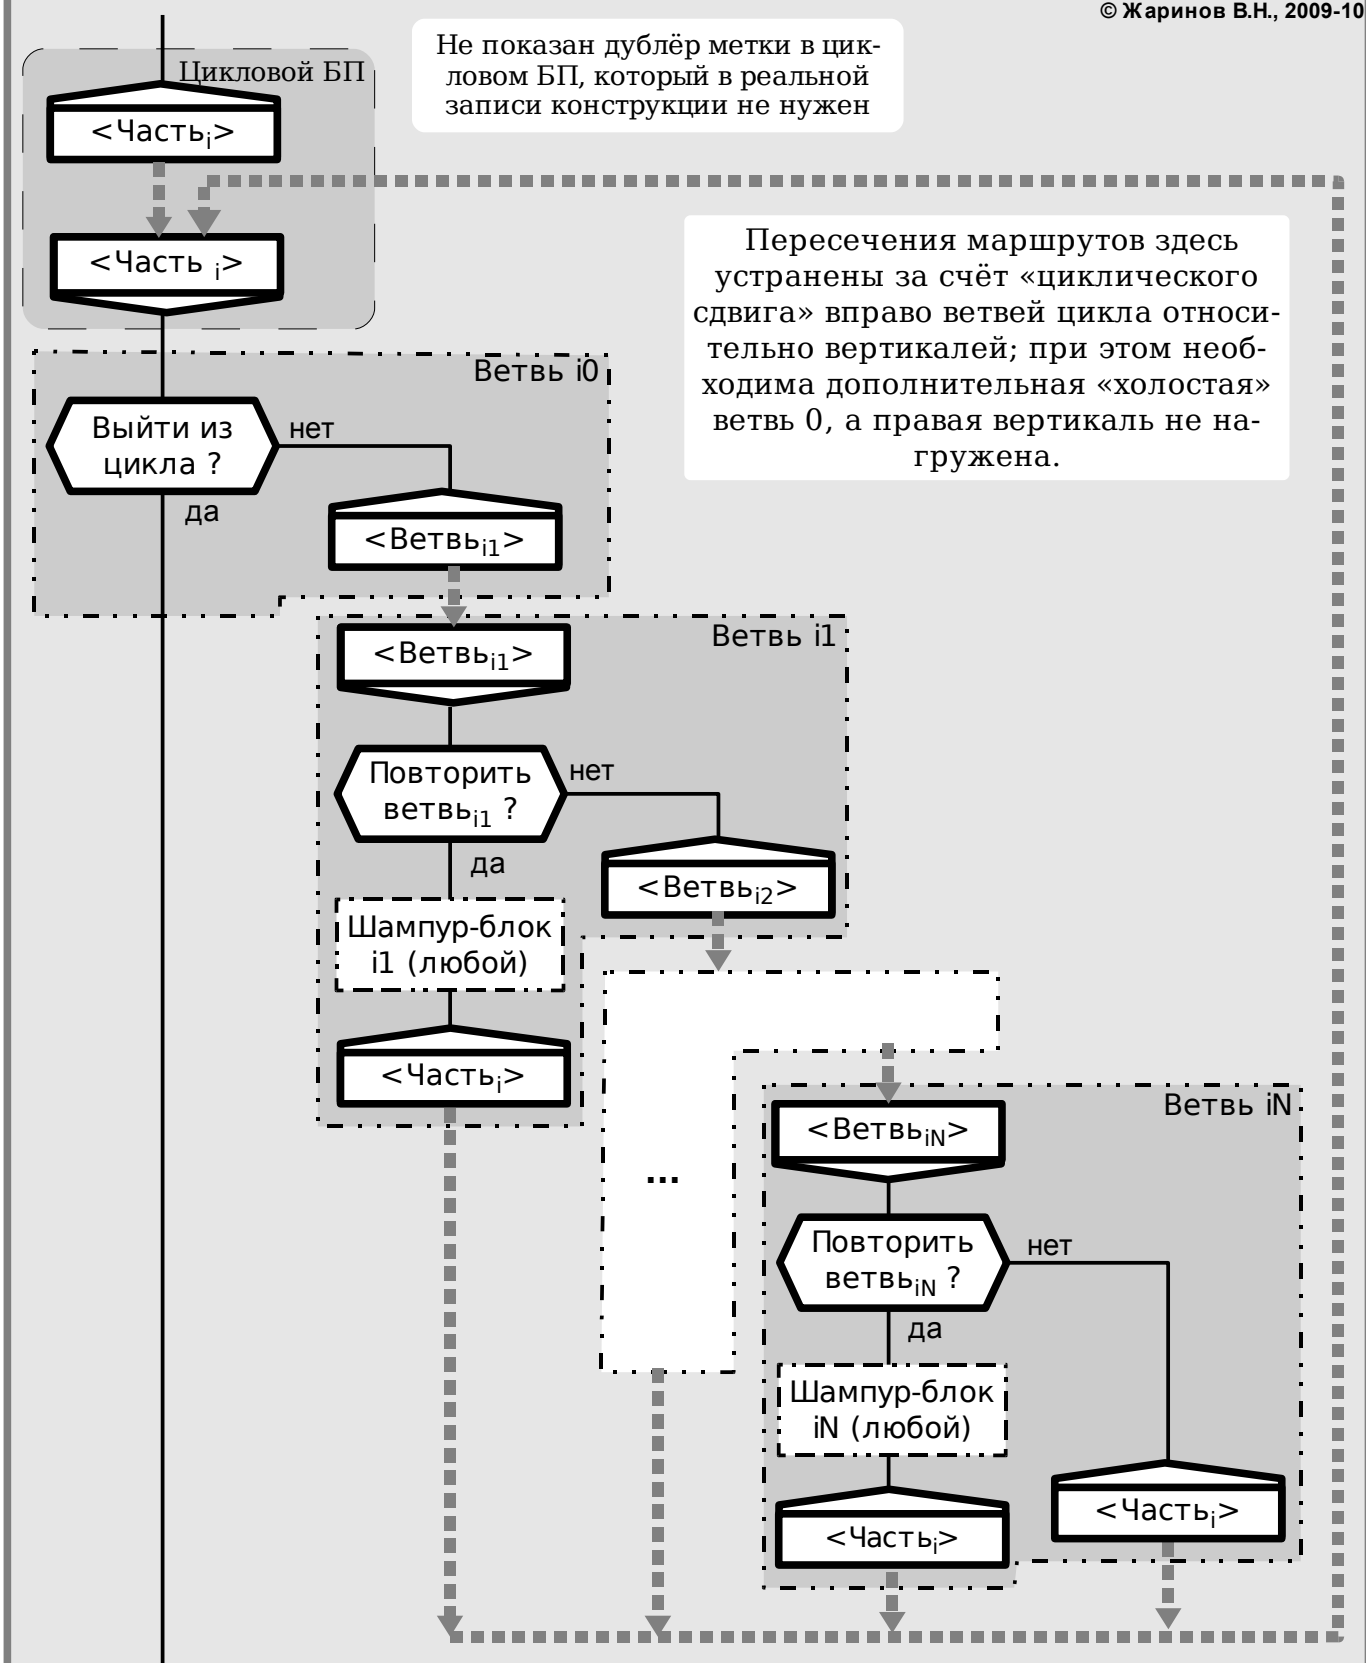 © Жаринов В.Н., 2009-10
Цикловой БП
Не показан дублёр метки в цик-
ловом БП, который в реальной
записи конструкции не нужен
<Частьi>
<Часть i>
Пересечения маршрутов здесь
устранены за счёт «циклического
сдвига» вправо ветвей цикла относи-
тельно вертикалей; при этом необ-
ходима дополнительная «холостая»
ветвь 0, а правая вертикаль не на-
гружена.
Ветвь i0
Выйти из
цикла ?
нет
да
<Ветвьi1>
Ветвь i1
<Ветвьi1>
Повторить
ветвьi1 ?
нет
да
<Ветвьi2>
Шампур-блок
i1 (любой)
<Частьi>
...
Ветвь iN
<ВетвьiN>
Повторить
ветвьiN ?
нет
да
Шампур-блок
iN (любой)
<Частьi>
<Частьi>